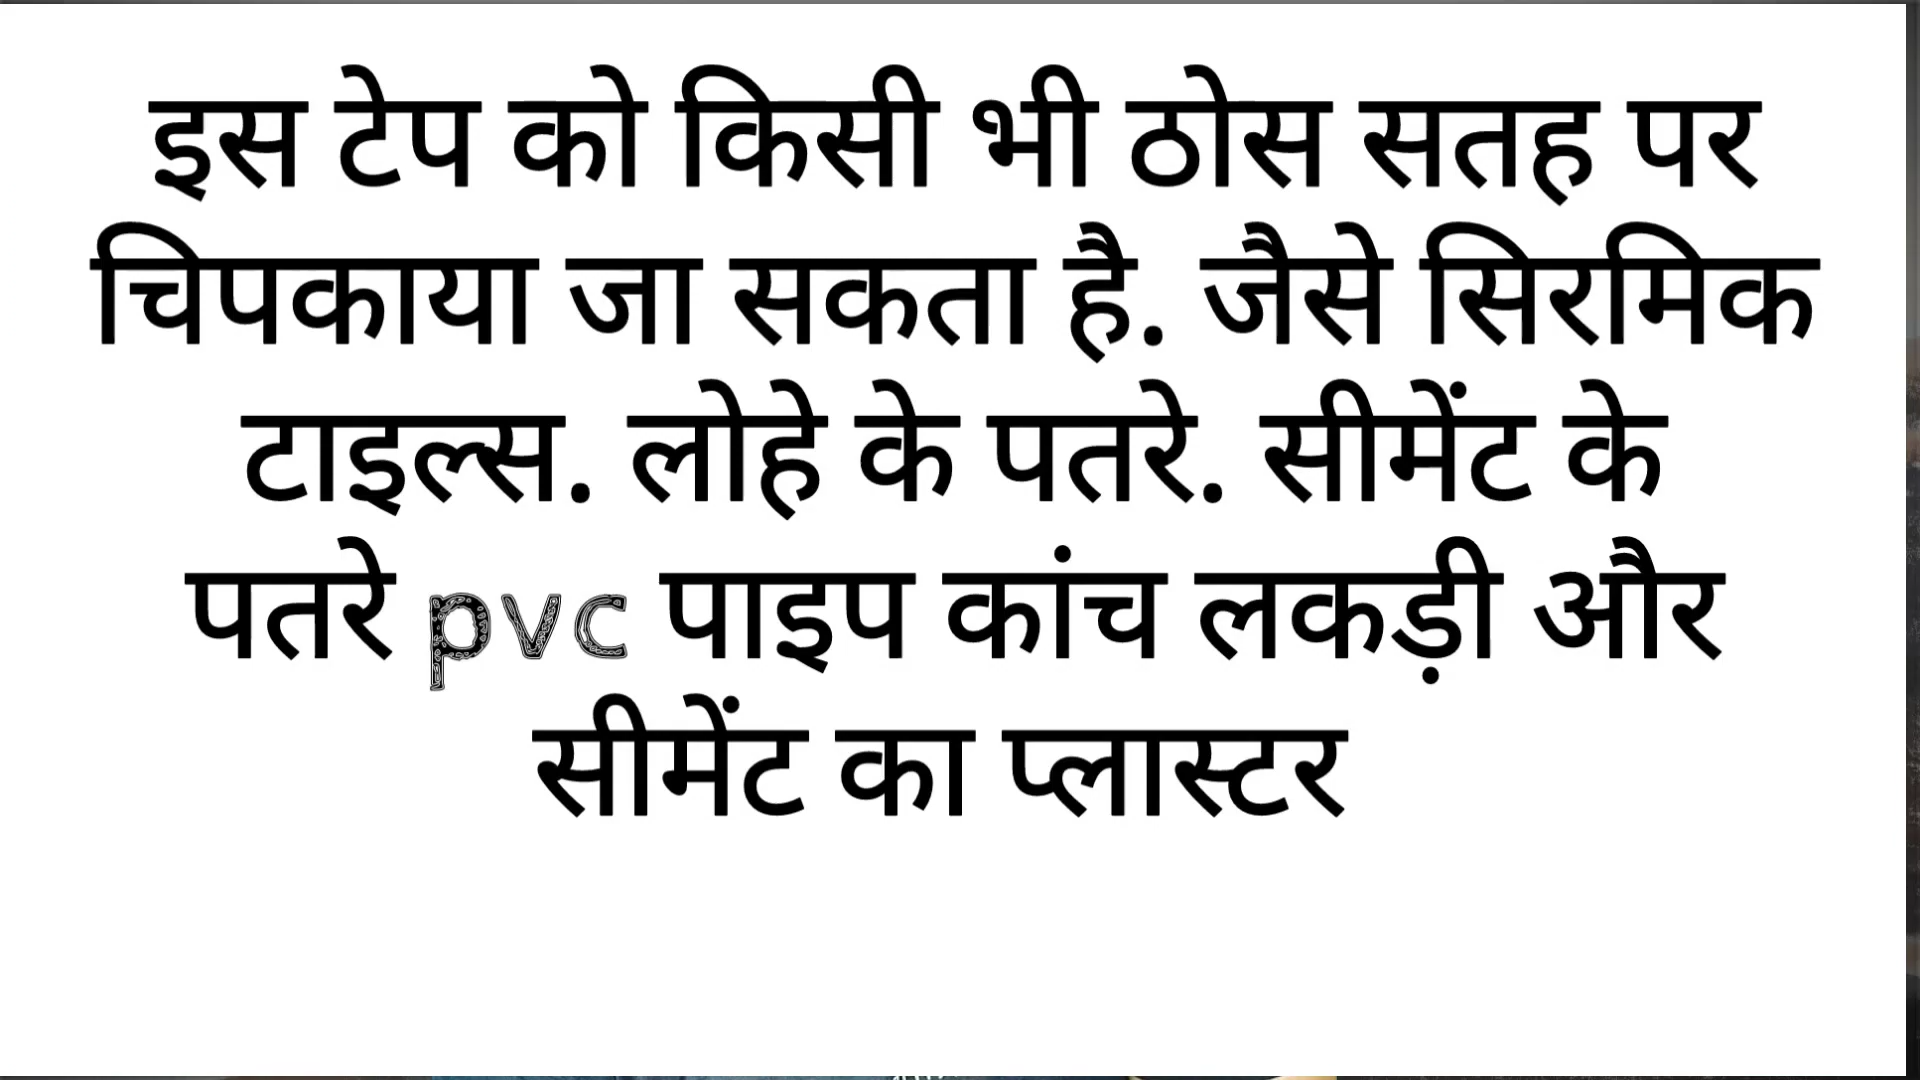 इस टेप को किसी भी ठोस सतह पर
चिपकाया जा सकता है. जैसे सिरमिक
टाइल्स. लोहे के पतरे. सीमेंट के
पतरे pvc पाइप कांच लकड़ी और
सीमेंट का प्लास्टर